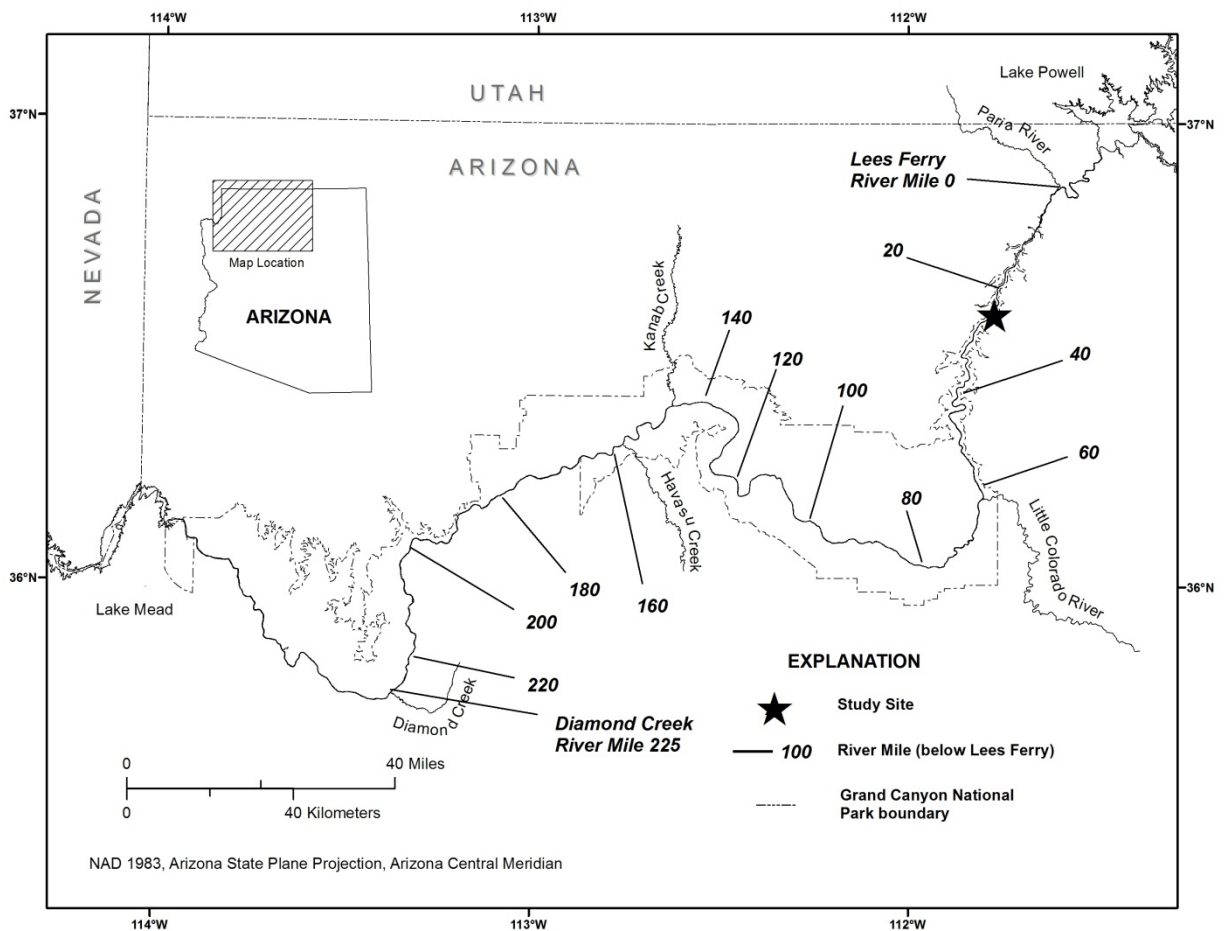 114°W
113°W
112°W
Lake Powell
UTAH
37°N
37°N
Paria River
ARIZONA
Lees Ferry
River Mile 0
NEVADA
20
Map Location
Kanab Creek
ARIZONA
140
40
120
100
60
80
Havasu Creek
Little Colorado River
36°N
36°N
180
160
Lake Mead
200
EXPLANATION
220
Study Site
Diamond Creek
Diamond Creek
River Mile 225
100
River Mile (below Lees Ferry)
0
40 Miles
0
40 Kilometers
Grand Canyon National
Park boundary
NAD 1983, Arizona State Plane Projection, Arizona Central Meridian
114°W
113°W
112°W